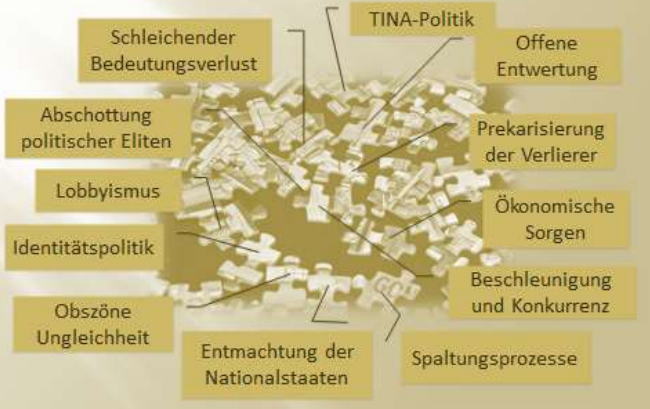 TINA-Politik
Schleichender
Bedeutungsverlust
Offene
Entwertung
Abschottung
politischer Eliten
Prekarisierung
der Verlierer
Lobbyismus
Ökonomische
Sorgen
Identitätspolitik
Beschleunigung
und Konkurrenz
Obszöne
Ungleichheit
Entmachtung der
Nationalstaaten
Spaltungsprozesse